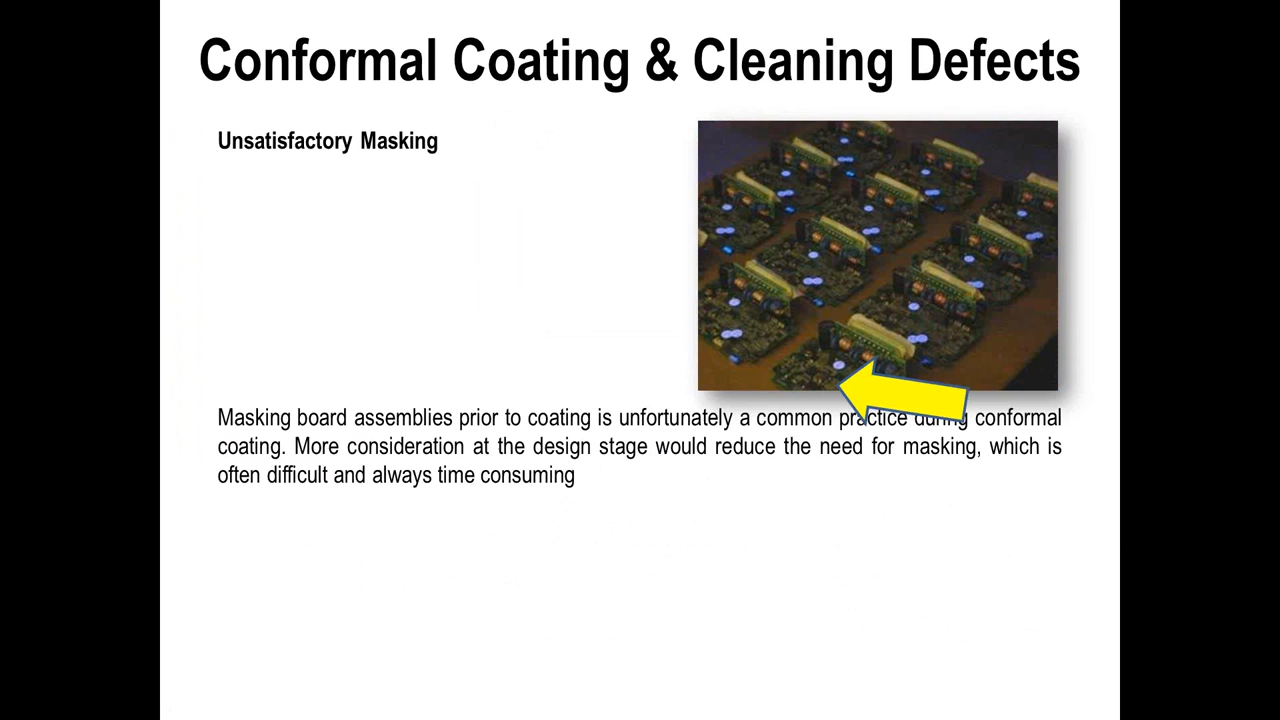 Conformal Coating & Cleaning Defects
Unsatisfactory Masking
Masking board assemblies prior to coating is unfortunately a common practice during conformal
coating. More consideration at the design stage would reduce the need for masking, which is
often difficult and always time consuming